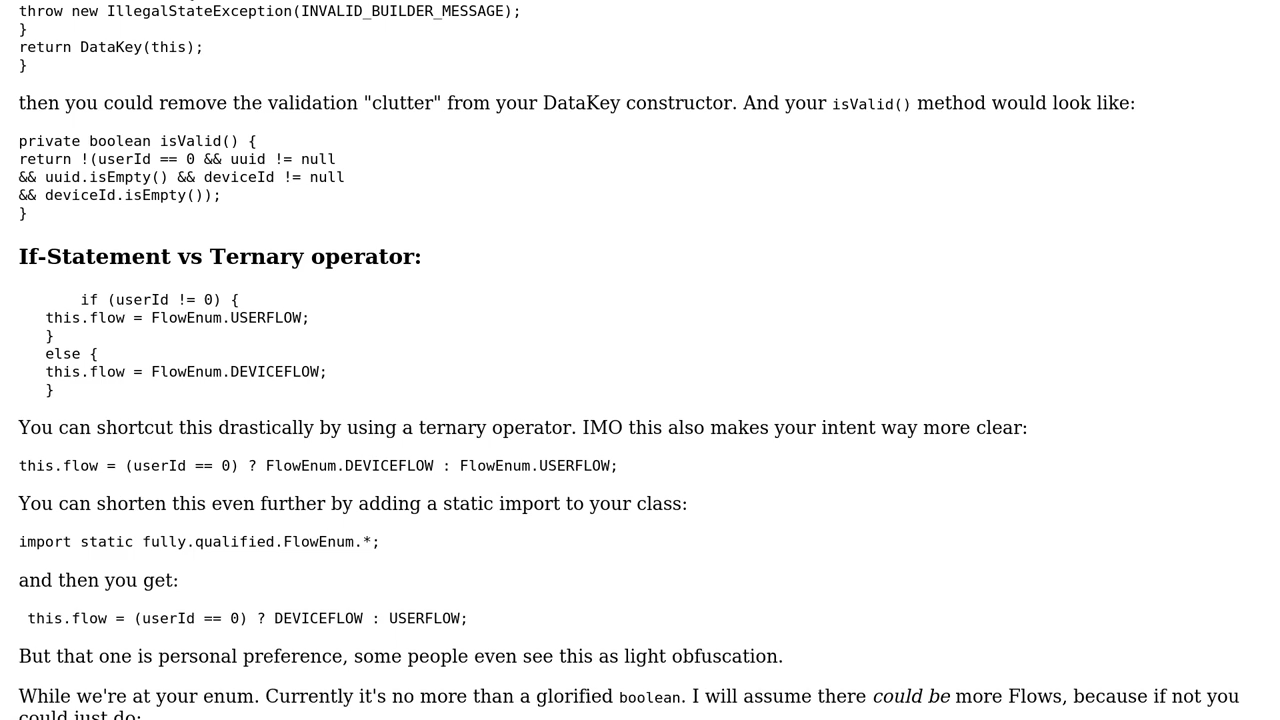 throw new IllegalStateException(INVALID_BUILDER_MESSAGE);
}
return DataKey(this);
}
then you could remove the validation "clutter" from your DataKey constructor. And your isValid() method would look like:
private boolean isValid() {
return !(userId == 0 && uuid != null
&& uuid.isEmpty() && deviceId != null
&& deviceId.isEmpty());
}
If-Statement vs Ternary operator:
if (userId != 0) {
this.flow = FlowEnum.USERFLOW;
}
else {
this.flow = FlowEnum.DEVICEFLOW;
}
You can shortcut this drastically by using a ternary operator. IMO this also makes your intent way more clear:
this.flow = (userId == 0) ? FlowEnum.DEVICEFLOW : FlowEnum.USERFLOW;
You can shorten this even further by adding a static import to your class:
import static fully.qualified.FlowEnum.*;
and then you get:
this.flow = (userId == 0) ? DEVICEFLOW : USERFLOW;
But that one is personal preference, some people even see this as light obfuscation.
While we're at your enum. Currently it's no more than a glorified boolean. I will assume there could be more Flows, because if not you
could just do: